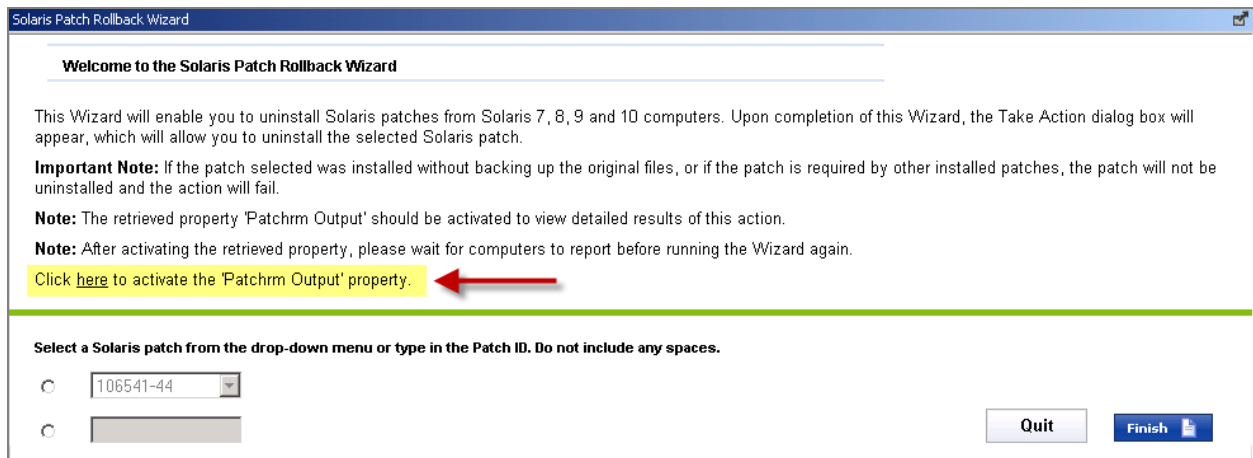 Solaris Patch Rollback Wizard
Welcome to the Solaris Patch Rollback Wizard
This Wizard will enable you to uninstall Solaris patches from Solaris 7, 8, 9 and 10 computers. Upon completion of this Wizard, the Take Action dialog box will
appear, which will allow you to uninstall the selected Solaris patch.
Important Note: If the patch selected was installed without backing up the original files, or if the patch is required by other installed patches, the patch will not be
uninstalled and the action will fail.
Note: The retrieved property 'Patchrm Output' should be activated to view detailed results of this action.
Note: After activating the retrieved property, please wait for computers to report before running the Wizard again.
Click here to activate the 'Patchrm Output' property.
Select a Solaris patch from the drop-down menu or type in the Patch ID. Do not include any spaces.
106541-44
Quit
Finish